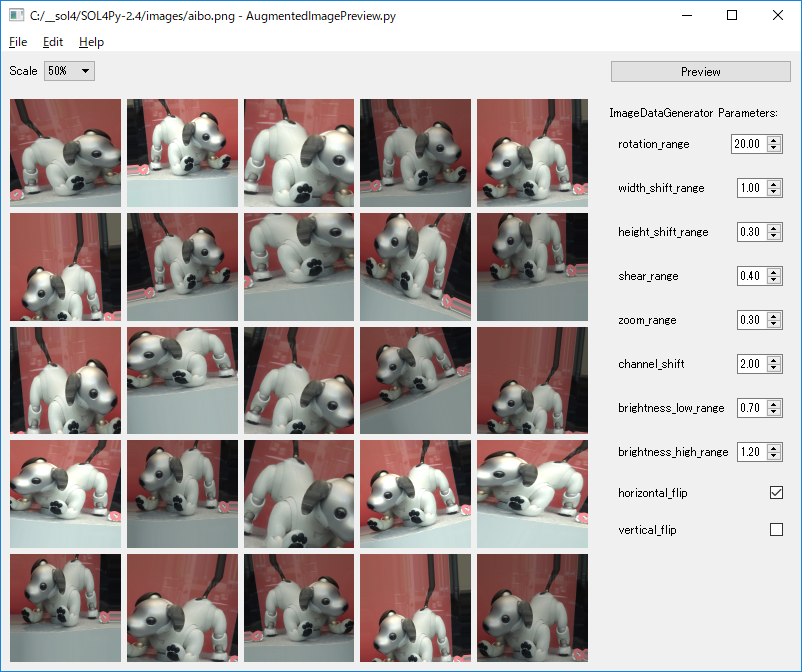 C:/__sol4/SOL4Py-2.4/images/aibo.png - AugmentedImagePreview.py
File Edit Help
Scale 50% Preview
ImageDataGenerator Parameters:
rotation_range 20.00
width_shift_range 1.00
height_shift_range 0.30
shear_range 0.40
zoom_range 0.30
channel_shift 2.00
brightness_low_range 0.70
brightness_high_range 1.20
horizontal_flip
vertical_flip